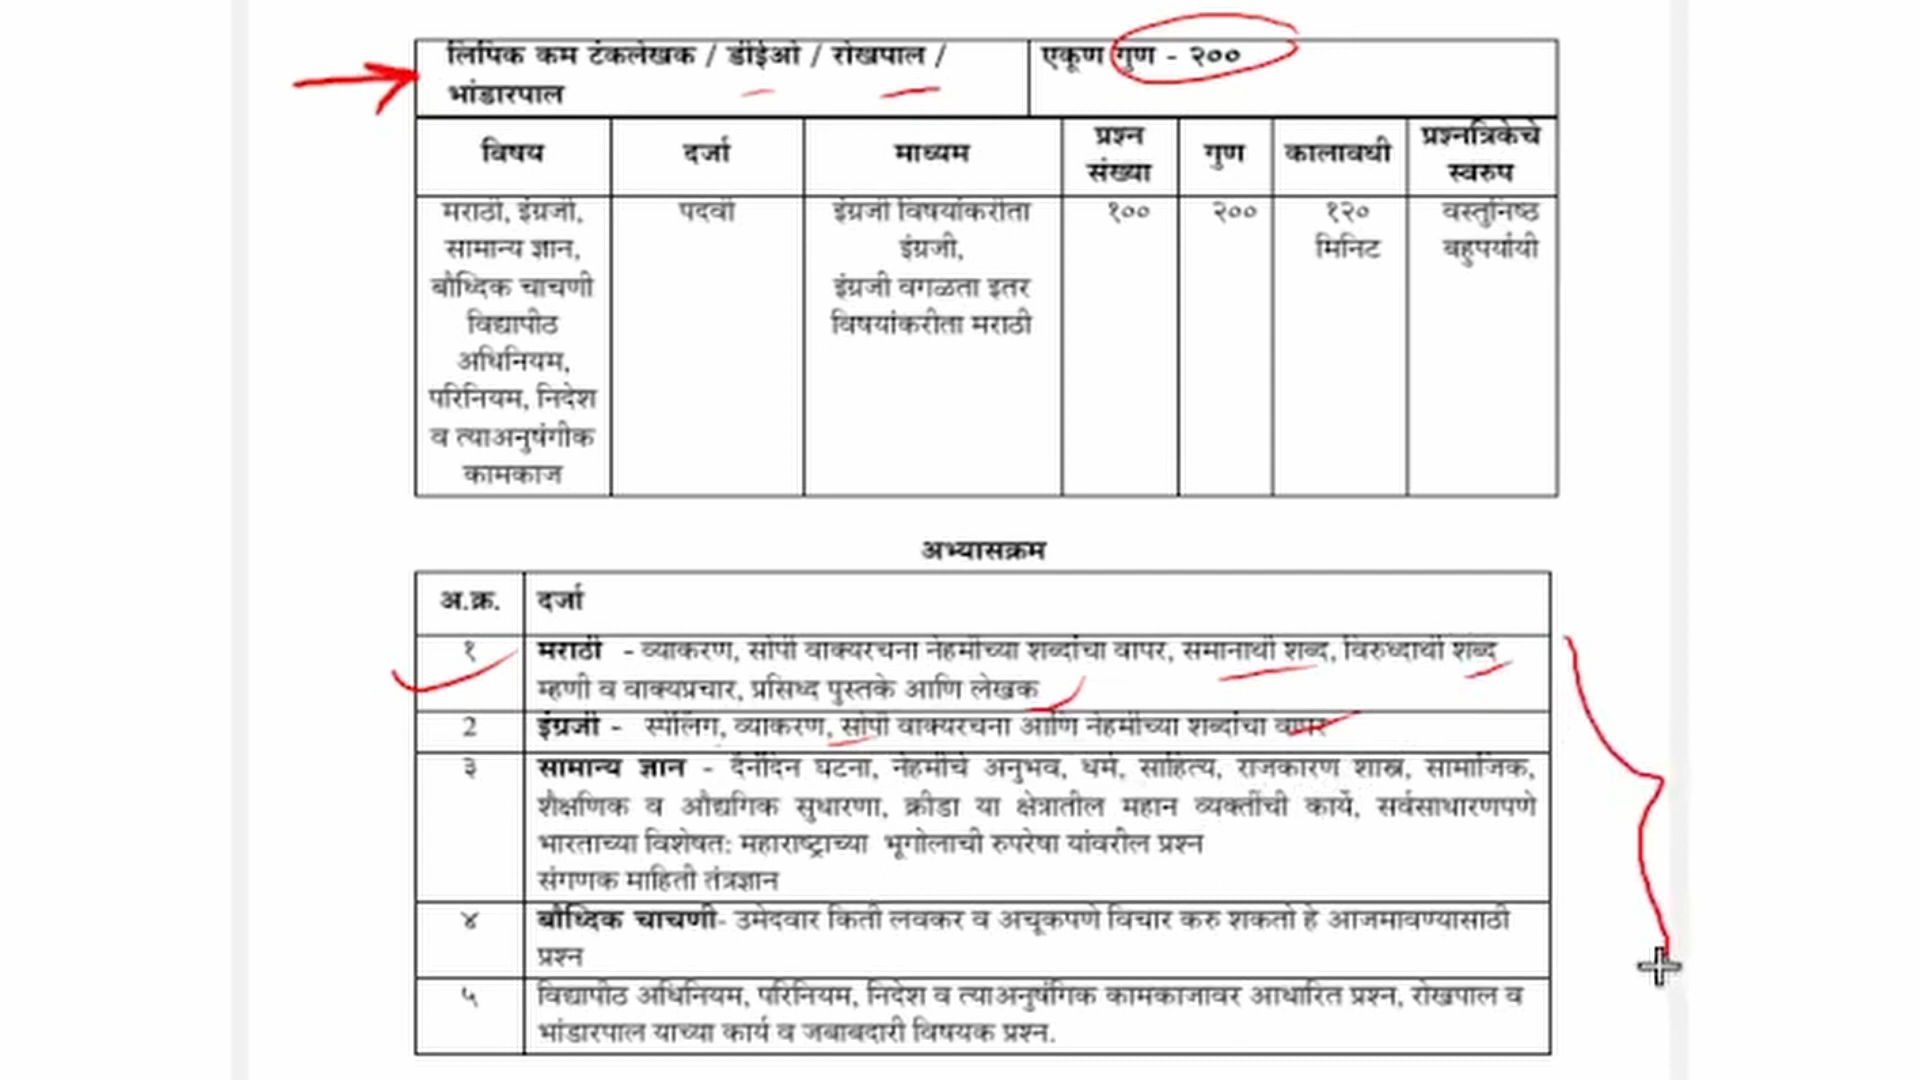 लिपिक कम टंकलेखक / डीईओ / रोखपाल /
भांडारपाल
एकूण गुण - २००
विषय
दर्जा
माध्यम
प्रश्न
संख्या
गुण
कालावधी
प्रश्नत्रिकेचे
स्वरुप
मराठी, इंग्रजी,
सामान्य ज्ञान,
बौध्दिक चाचणी
विद्यापीठ
अधिनियम,
परिनियम, निदेश
व त्याअनुषंगीक
कामकाज
पदवी
इंग्रजी विषयांकरीता
इंग्रजी,
इंग्रजी वगळता इतर
विषयांकरीता मराठी
१००
२००
१२०
मिनिट
वस्तुनिष्ठ
बहुपर्यायी
अभ्यासक्रम
अ.क्र.
दर्जा
१
मराठी - व्याकरण, सोपी वाक्यरचना नेहमीच्या शब्दांचा वापर, समानार्थी शब्द, विरुध्दार्थी शब्द
म्हणी व वाक्यप्रचार, प्रसिध्द पुस्तके आणि लेखक
2
इंग्रजी - स्पेलिंग, व्याकरण, सोपी वाक्यरचना आणि नेहमीच्या शब्दांचा वापर
३
सामान्य ज्ञान - दैनंदिन घटना, नेहमीचे अनुभव, धर्म, साहित्य, राजकारण शास्त्र, सामाजिक,
शैक्षणिक व औद्यगिक सुधारणा, क्रीडा या क्षेत्रातील महान व्यक्तींची कार्ये, सर्वसाधारणपणे
भारताच्या विशेषत: महाराष्ट्राच्या भूगोलाची रुपरेषा यांवरील प्रश्न
संगणक माहिती तंत्रज्ञान
४
बौध्दिक चाचणी- उमेदवार किती लवकर व अचूकपणे विचार करु शकतो हे आजमावण्यासाठी
प्रश्न
५
विद्यापीठ अधिनियम, परिनियम, निदेश व त्याअनुषंगिक कामकाजावर आधारित प्रश्न, रोखपाल व
भांडारपाल याच्या कार्य व जबाबदारी विषयक प्रश्न.